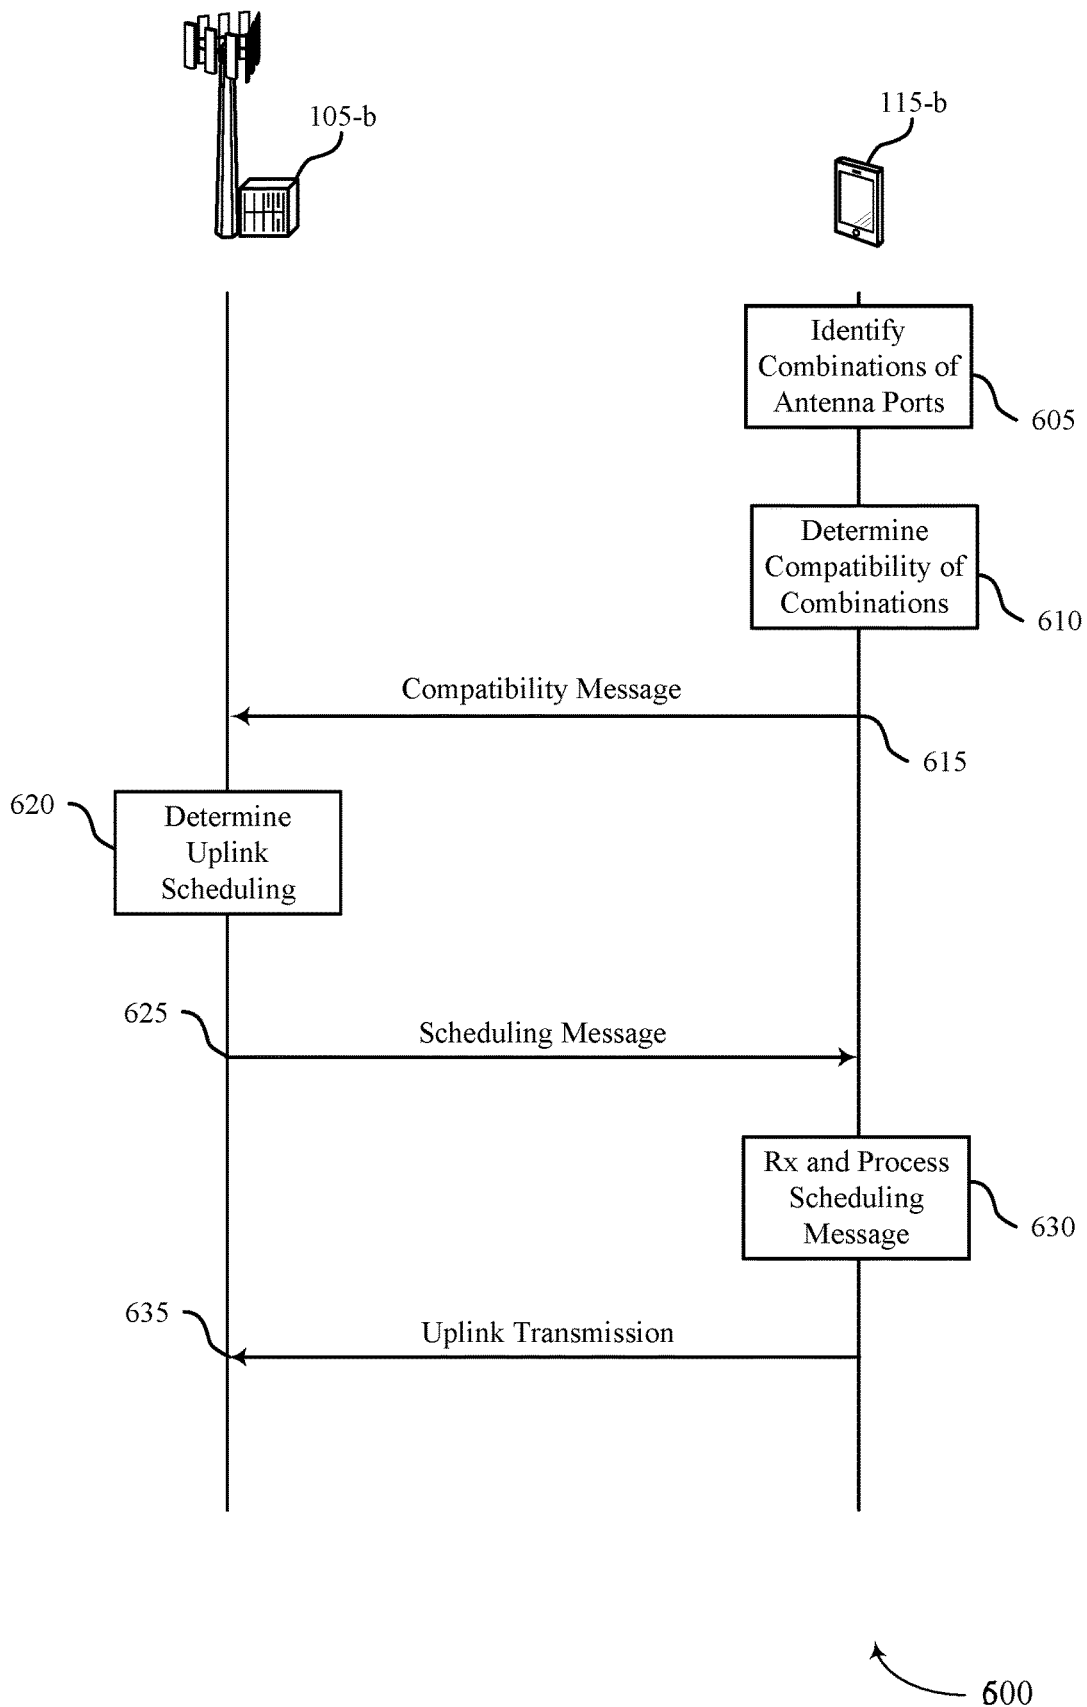 105-b
115-b
Identify
Combinations of
Antenna Ports
605
Determine
Compatibility of
Combinations
610
Compatibility Message
615
620
Determine
Uplink
Scheduling
625
Scheduling Message
Rx and Process
Scheduling
Message
630
635
Uplink Transmission
600